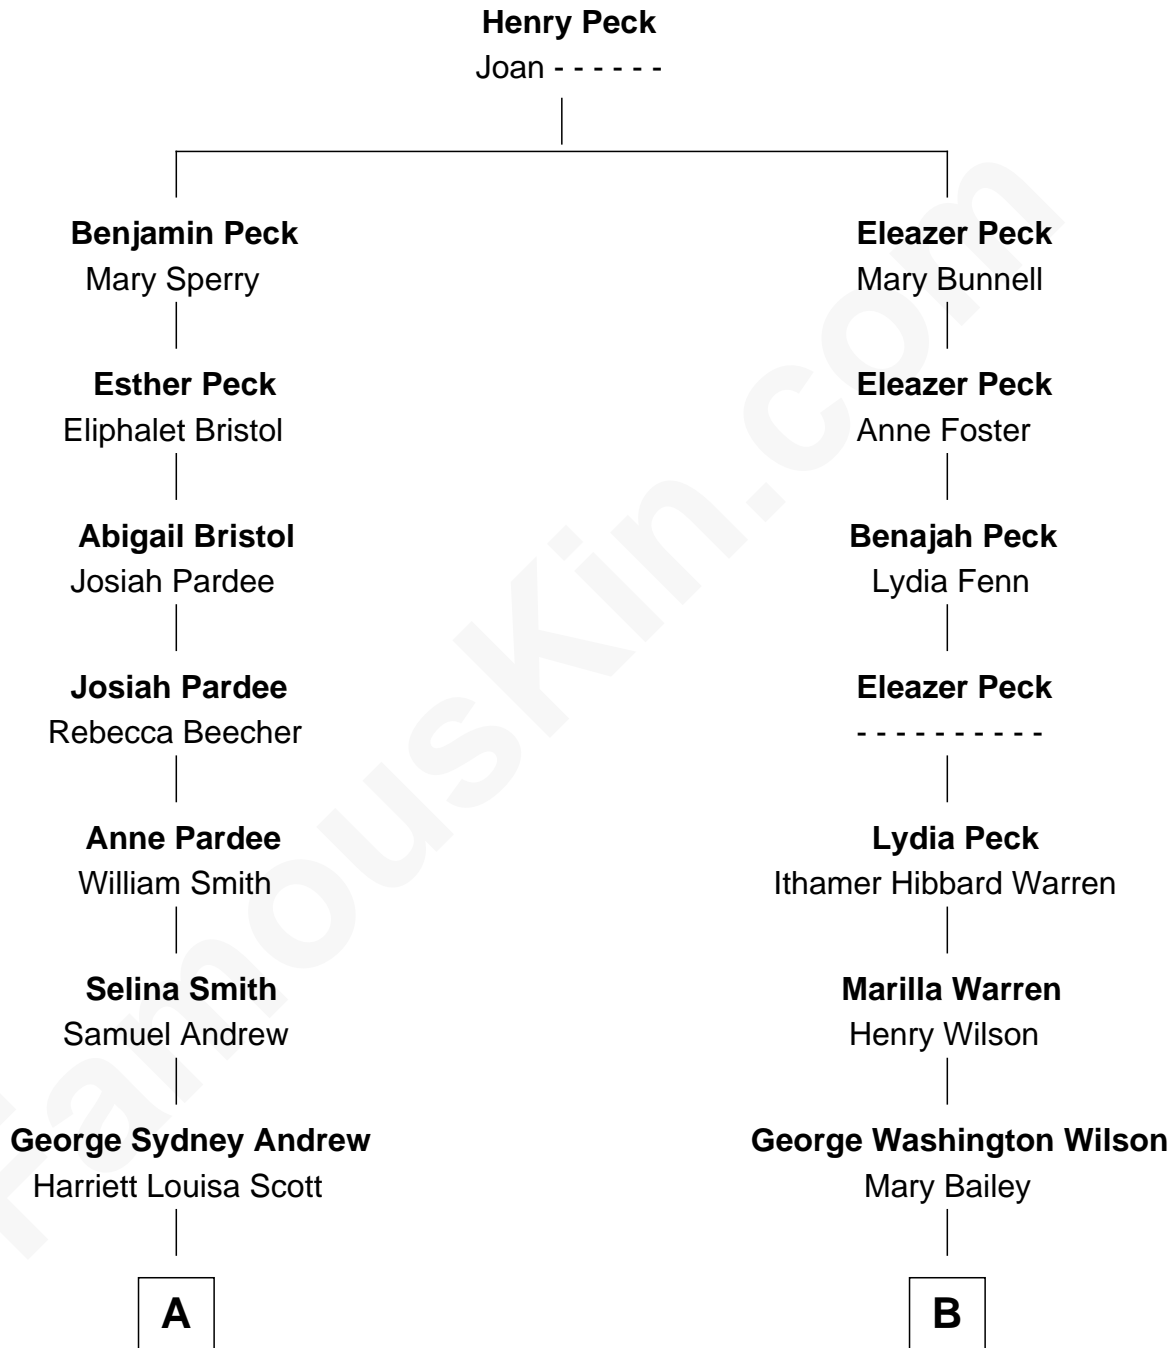 Henry Peck
Joan - - - - - -
Benjamin Peck
Mary Sperry
Eleazer Peck
Mary Bunnell
Esther Peck
Eliphalet Bristol
Eleazer Peck
Anne Foster
Abigail Bristol
Josiah Pardee
Benajah Peck
Lydia Fenn
Josiah Pardee
Rebecca Beecher
Eleazer Peck
- - - - - - - - - -
Anne Pardee
William Smith
Lydia Peck
Ithamer Hibbard Warren
Selina Smith
Samuel Andrew
Marilla Warren
Henry Wilson
George Sydney Andrew
Harriett Louisa Scott
George Washington Wilson
Mary Bailey
A
B
FamousKin.com